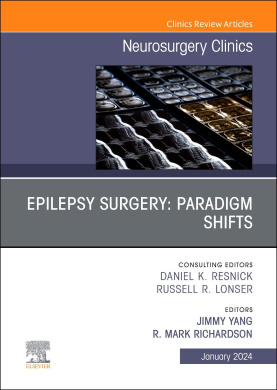 Clinics Review Articles
Neurosurgery Clinics
EPILEPSY SURGERY: PARADIGM
SHIFTS
CONSULTING EDITORS
DANIEL K. RESNICK
RUSSELL R. LONSER
EDITORS
JIMMY YANG
R. MARK RICHARDSON
ELSEVIER
January 2024